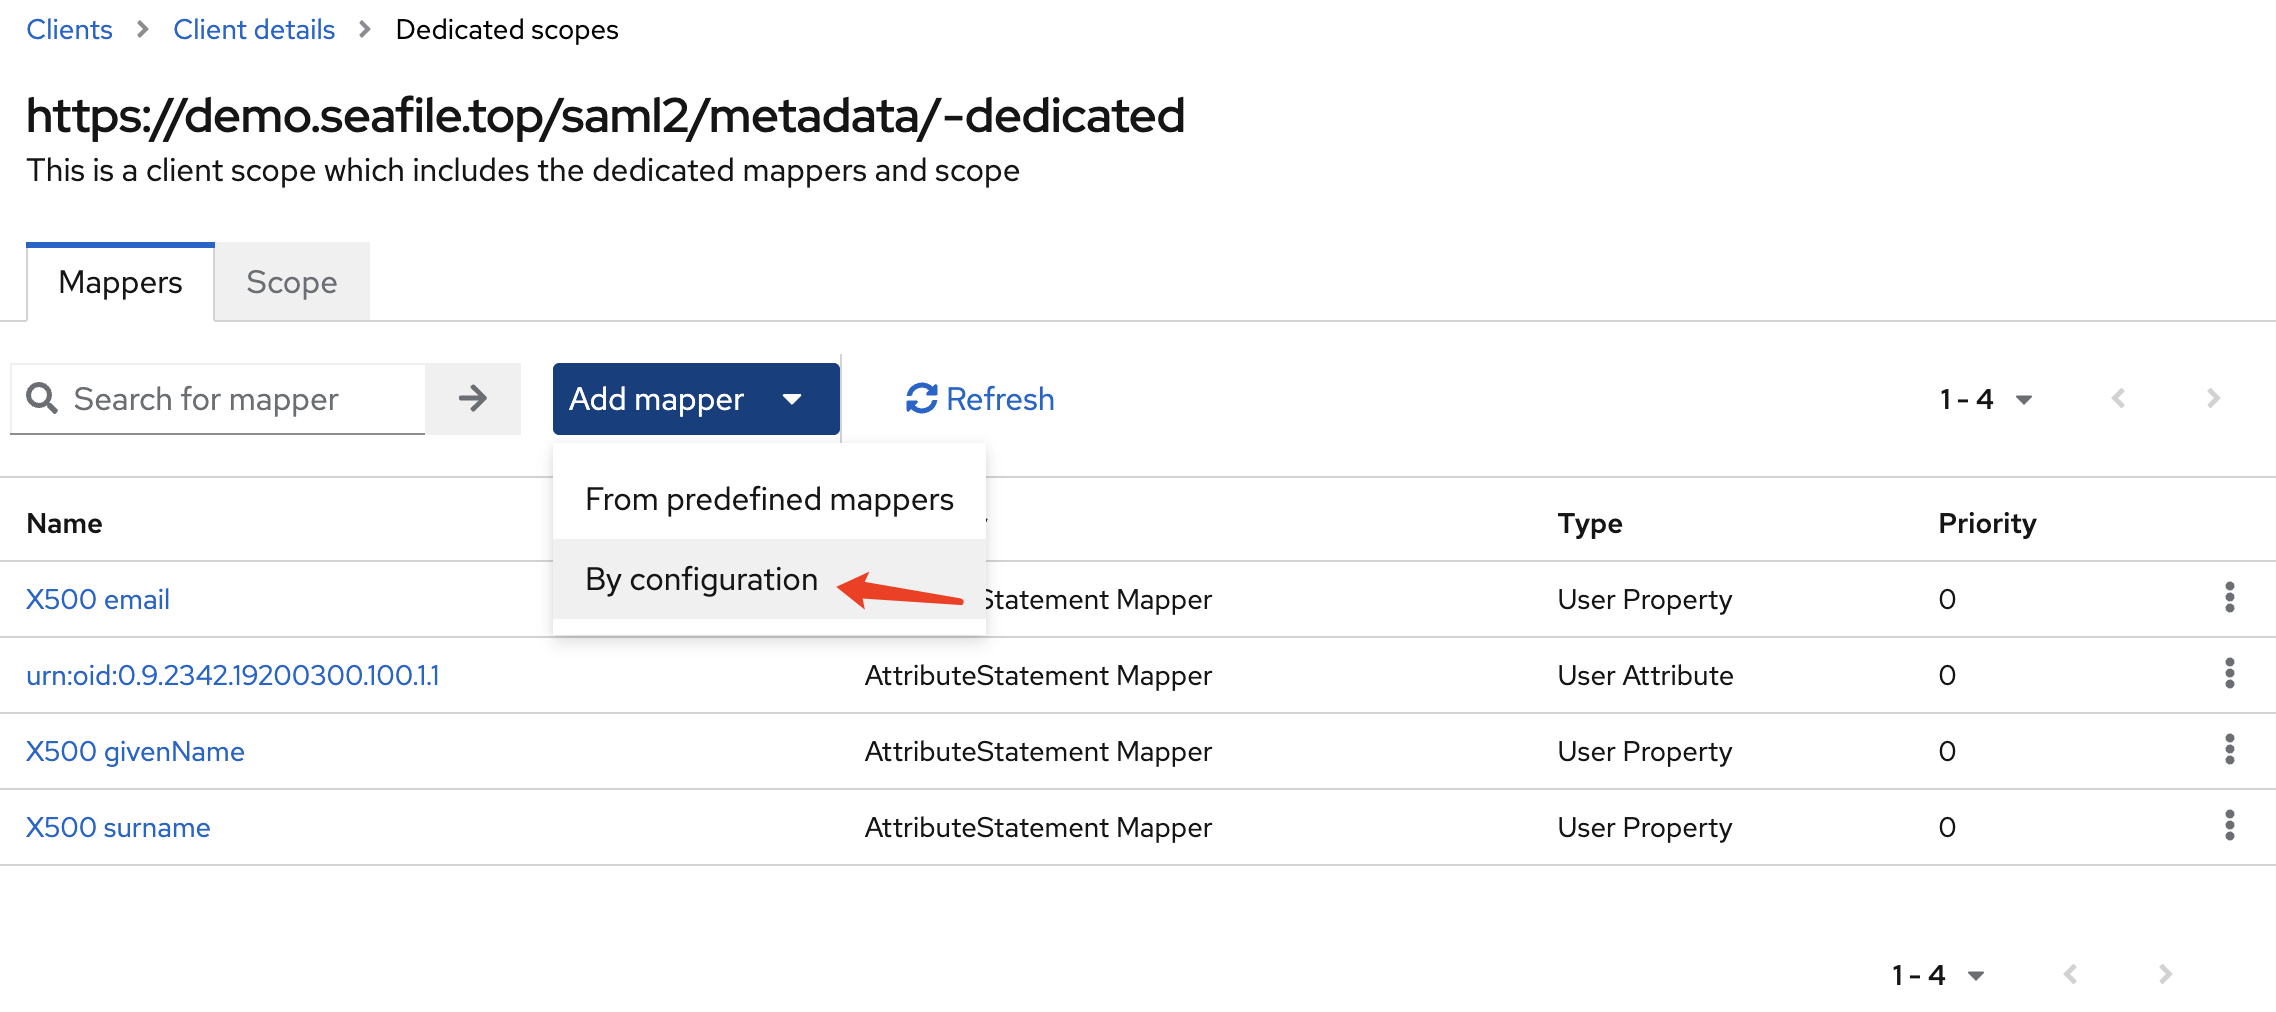 Clients > Client details > Dedicated scopes
https://demo.seafile.top/saml2/metadata/-dedicated
This is a client scope which includes the dedicated mappers and scope
Mappers Scope
Search for mapper Add mapper Refresh 1 - 4
From predefined mappers
Name Type Priority
By configuration
X500 email Statement Mapper User Property 0
urn:oid:0.9.2342.19200300.100.1.1 AttributeStatement Mapper User Attribute 0
X500 givenName AttributeStatement Mapper User Property 0
X500 surname AttributeStatement Mapper User Property 0
1 - 4